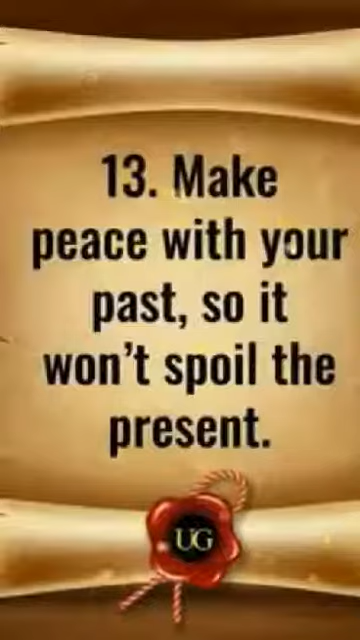 13. Make
peace with your
past, so it
won't spoil the
present.
UG